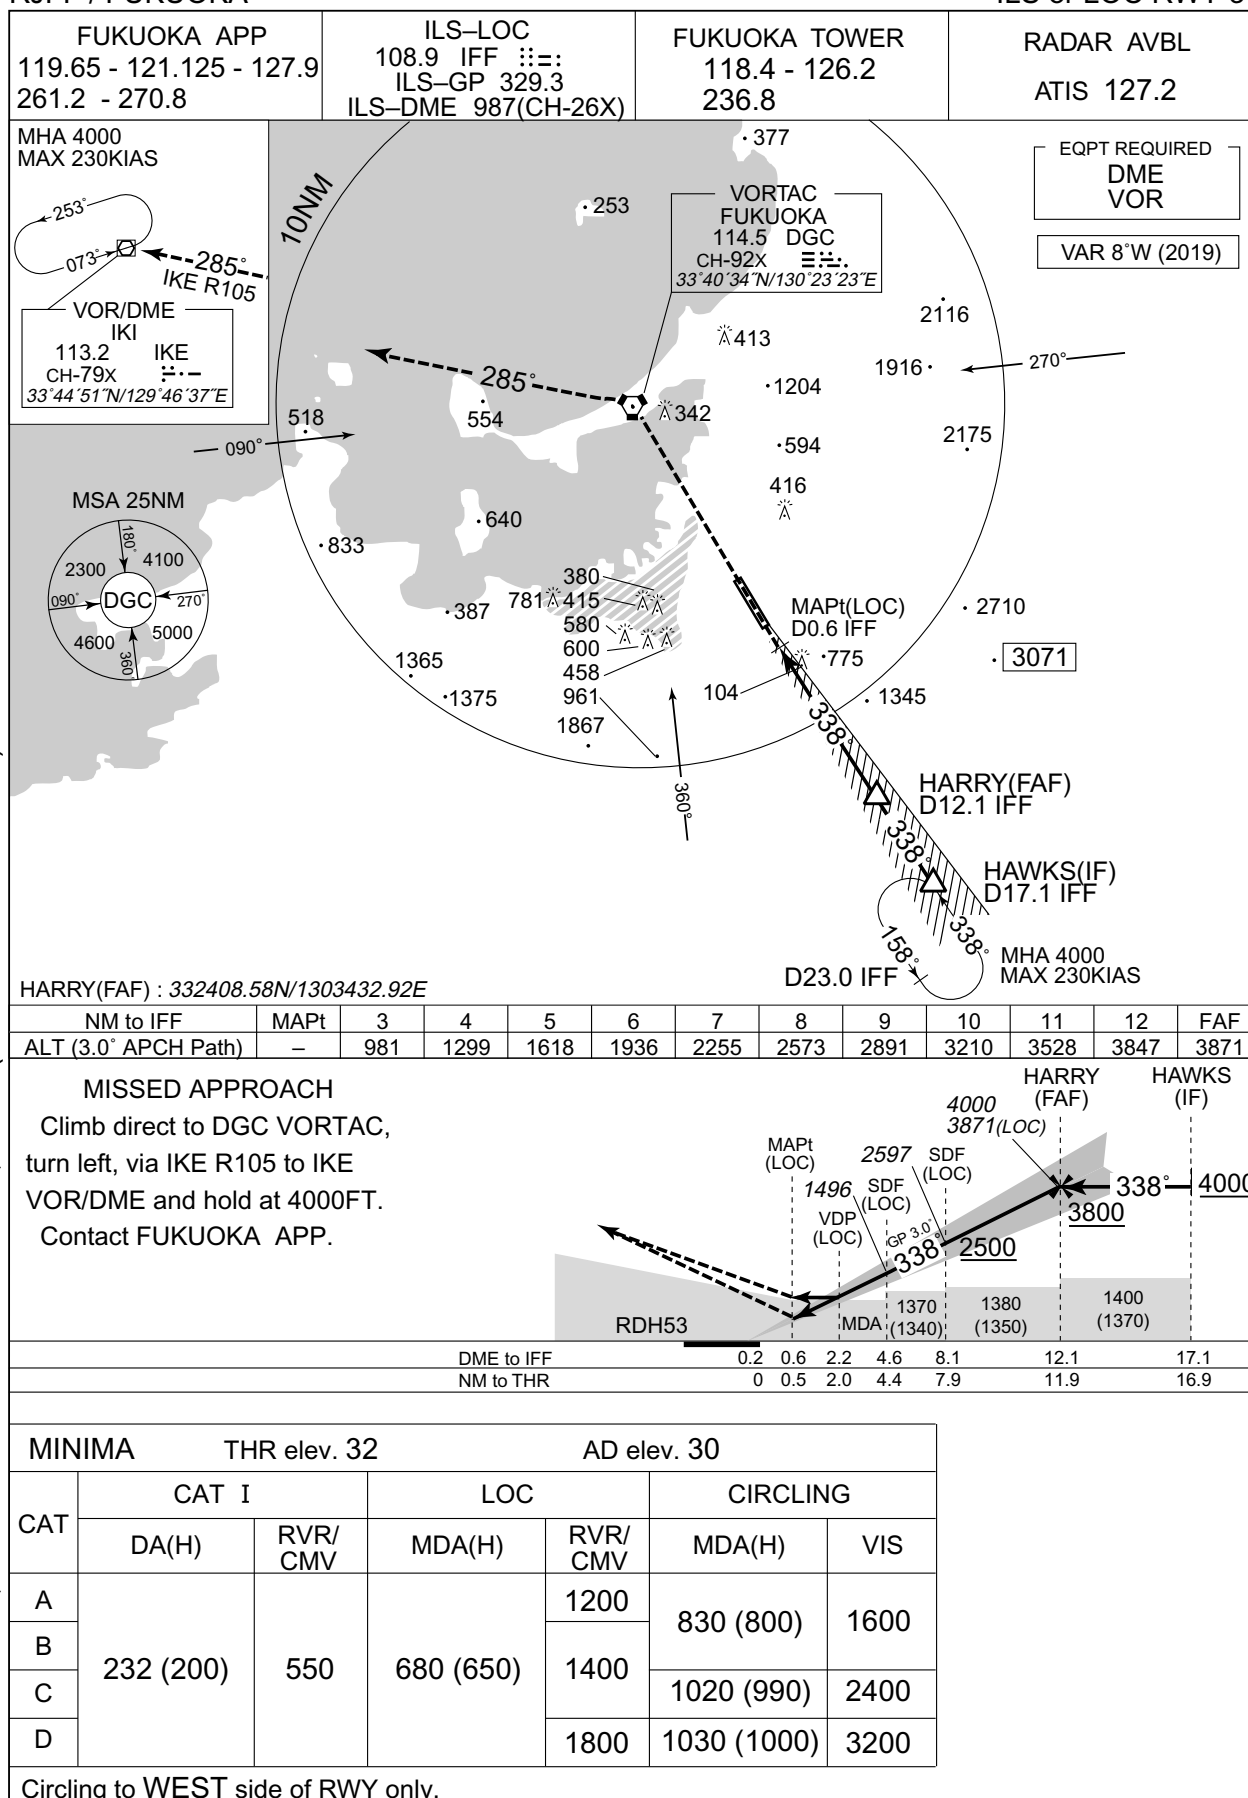 RJFF / FUKUOKA
ILS or LOC RWY 3
FUKUOKA APP
119.65 - 121.125 - 127.9
261.2 - 270.8
ILS–LOC
108.9 IFF
ILS–GP 329.3
ILS–DME 987(CH-26X)
FUKUOKA TOWER
118.4 - 126.2
236.8
RADAR AVBL
ATIS 127.2
MHA 4000
MAX 230KIAS
253°
073°
285°
IKE R105
VOR/DME
IKI
113.2 IKE
CH-79X
33°44′51″N/129°46′37″E
10NM
377
253
VORTAC
FUKUOKA
114.5 DGC
CH-92X
33°40′34″N/130°23′23″E
EQPT REQUIRED
DME
VOR
VAR 8°W (2019)
2116
413
1916
270°
285°
1204
342
554
518
090°
594
2175
416
MSA 25NM
180°
2300
4100
090°
DGC
270°
4600
5000
360°
640
833
380
781
415
387
580
600
458
961
1867
1365
1375
MAPt(LOC)
D0.6 IFF
775
104
2710
3071
1345
338°
360°
HARRY(FAF)
D12.1 IFF
338°
HAWKS(IF)
D17.1 IFF
338°
158°
MHA 4000
MAX 230KIAS
D23.0 IFF
HARRY(FAF) : 332408.58N/1303432.92E
NM to IFF MAPt 3 4 5 6 7 8 9 10 11 12 FAF
ALT (3.0° APCH Path) – 981 1299 1618 1936 2255 2573 2891 3210 3528 3847 3871
MISSED APPROACH
Climb direct to DGC VORTAC,
turn left, via IKE R105 to IKE
VOR/DME and hold at 4000FT.
Contact FUKUOKA APP.
HARRY
(FAF)
HAWKS
(IF)
4000
3871(LOC)
MAPt
(LOC)
2597
SDF
(LOC)
1496
SDF
(LOC)
VDP
(LOC)
GP 3.0°
338°
338°
4000
3800
2500
RDH53
MDA
1370
(1340)
1380
(1350)
1400
(1370)
DME to IFF 0.2 0.6 2.2 4.6 8.1 12.1 17.1
NM to THR 0 0.5 2.0 4.4 7.9 11.9 16.9
MINIMA THR elev. 32 AD elev. 30
CAT
CAT I LOC CIRCLING
DA(H) RVR/CMV MDA(H) RVR/CMV MDA(H) VIS
A 1200
B 830 (800) 1600
232 (200) 550 680 (650) 1400
C 1020 (990) 2400
D 1800 1030 (1000) 3200
Circling to WEST side of RWY only.